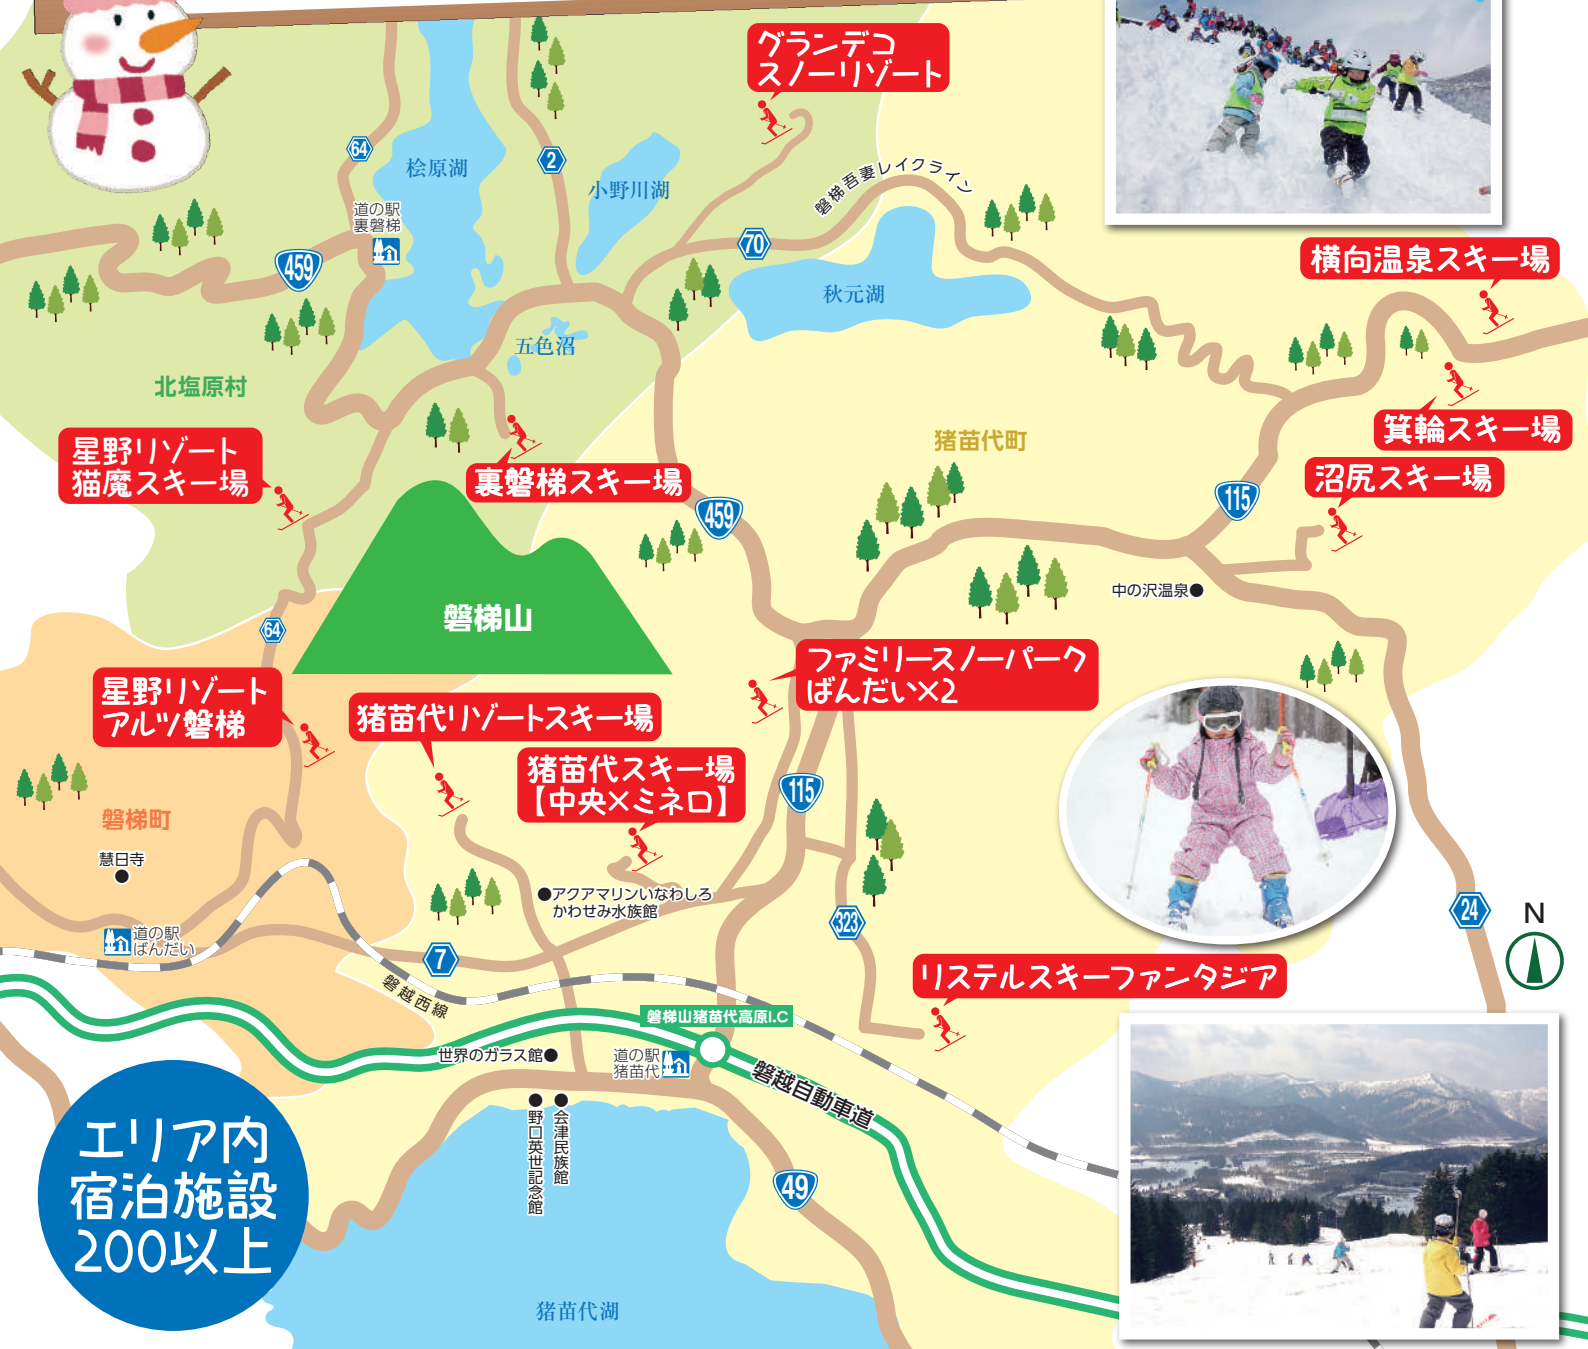 グランデコ
スノーリゾート
64
桧原湖
2
小野川湖
磐梯吾妻レイクライン
道の駅
裏磐梯
459
70
秋元湖
横向温泉スキー場
五色沼
北塩原村
箕輪スキー場
星野リゾート
猫魔スキー場
裏磐梯スキー場
猪苗代町
沼尻スキー場
459
115
磐梯山
中の沢温泉
64
ファミリースノーパーク
ばんだい×2
星野リゾート
アルツ磐梯
猪苗代リゾートスキー場
猪苗代スキー場
【中央×ミネロ】
115
磐梯町
慧日寺
アクアマリンいなわしろ
かわせみ水族館
323
24
N
道の駅
ばんだい
7
磐越西線
リステルスキーファンタジア
磐梯山猪苗代高原I.C
世界のガラス館
道の駅
猪苗代
磐越自動車道
野口英世記念館
会津民族館
49
エリア内
宿泊施設
200以上
猪苗代湖